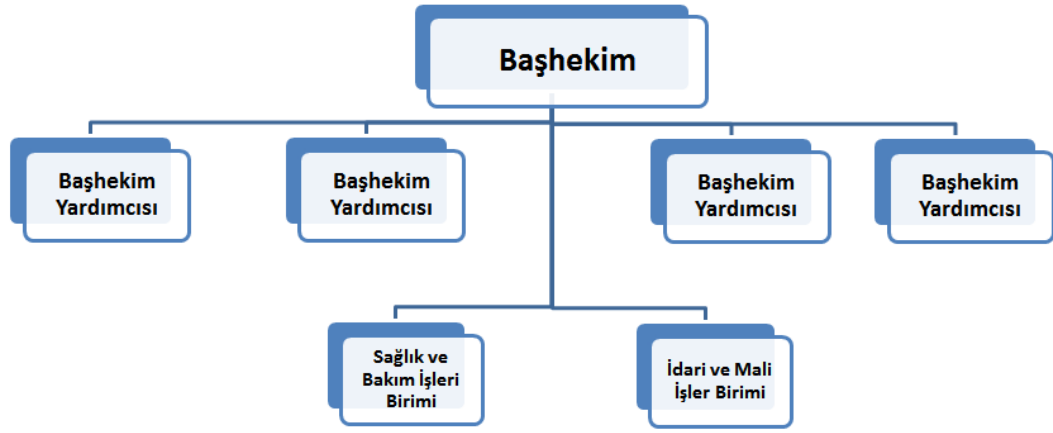 Başhekim
Başhekim
Yardımcısı
Başhekim
Yardımcısı
Başhekim
Yardımcısı
Başhekim
Yardımcısı
Sağlık ve
Bakım İşleri
Birimi
İdari ve Mali
İşler Birimi